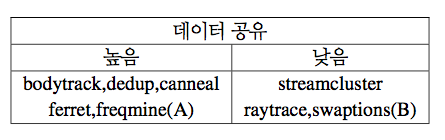 데이터 공유
높음 낮음
bodytrack,dedup,canneal streamcluster
ferret,freqmine(A) raytrace,swaptions(B)